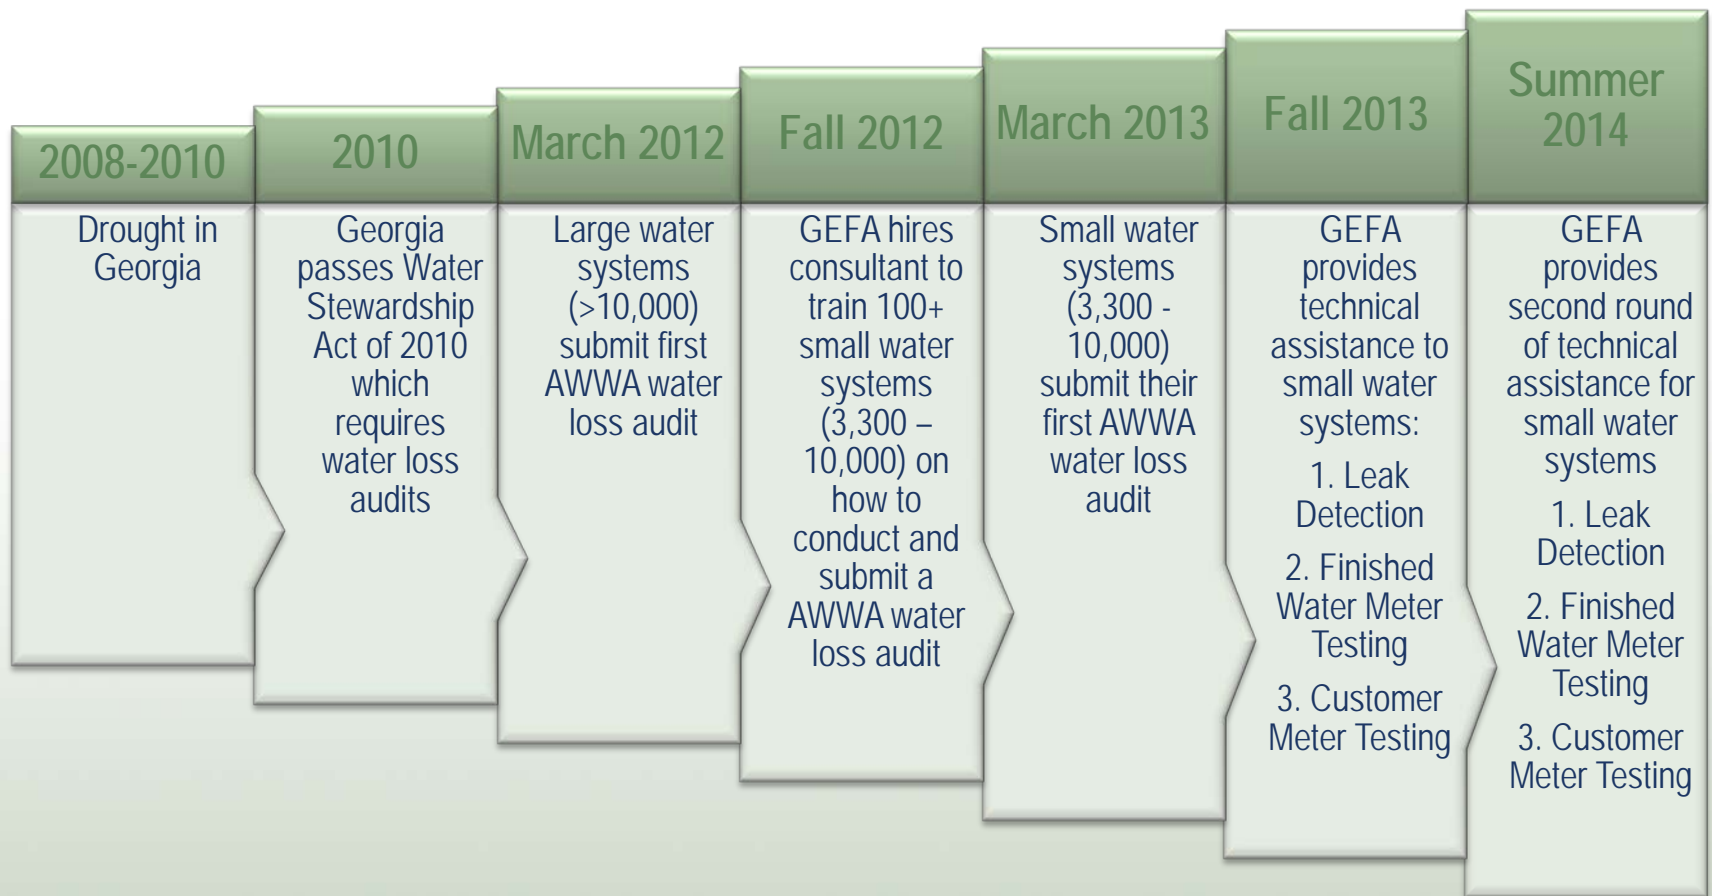 2008-2010
Drought in
Georgia
2010
Georgia
passes Water
Stewardship
Act of 2010
which
requires
water loss
audits
March 2012
Large water
systems
(>10,000)
submit first
AWWA water
loss audit
Fall 2012
GEFA hires
consultant to
train 100+
small water
systems
(3,300 –
10,000) on
how to
conduct and
submit a
AWWA water
loss audit
March 2013
Small water
systems
(3,300 -
10,000)
submit their
first AWWA
water loss
audit
Fall 2013
GEFA
provides
technical
assistance to
small water
systems:
1. Leak
Detection
2. Finished
Water Meter
Testing
3. Customer
Meter Testing
Summer
2014
GEFA
provides
second round
of technical
assistance for
small water
systems
1. Leak
Detection
2. Finished
Water Meter
Testing
3. Customer
Meter Testing